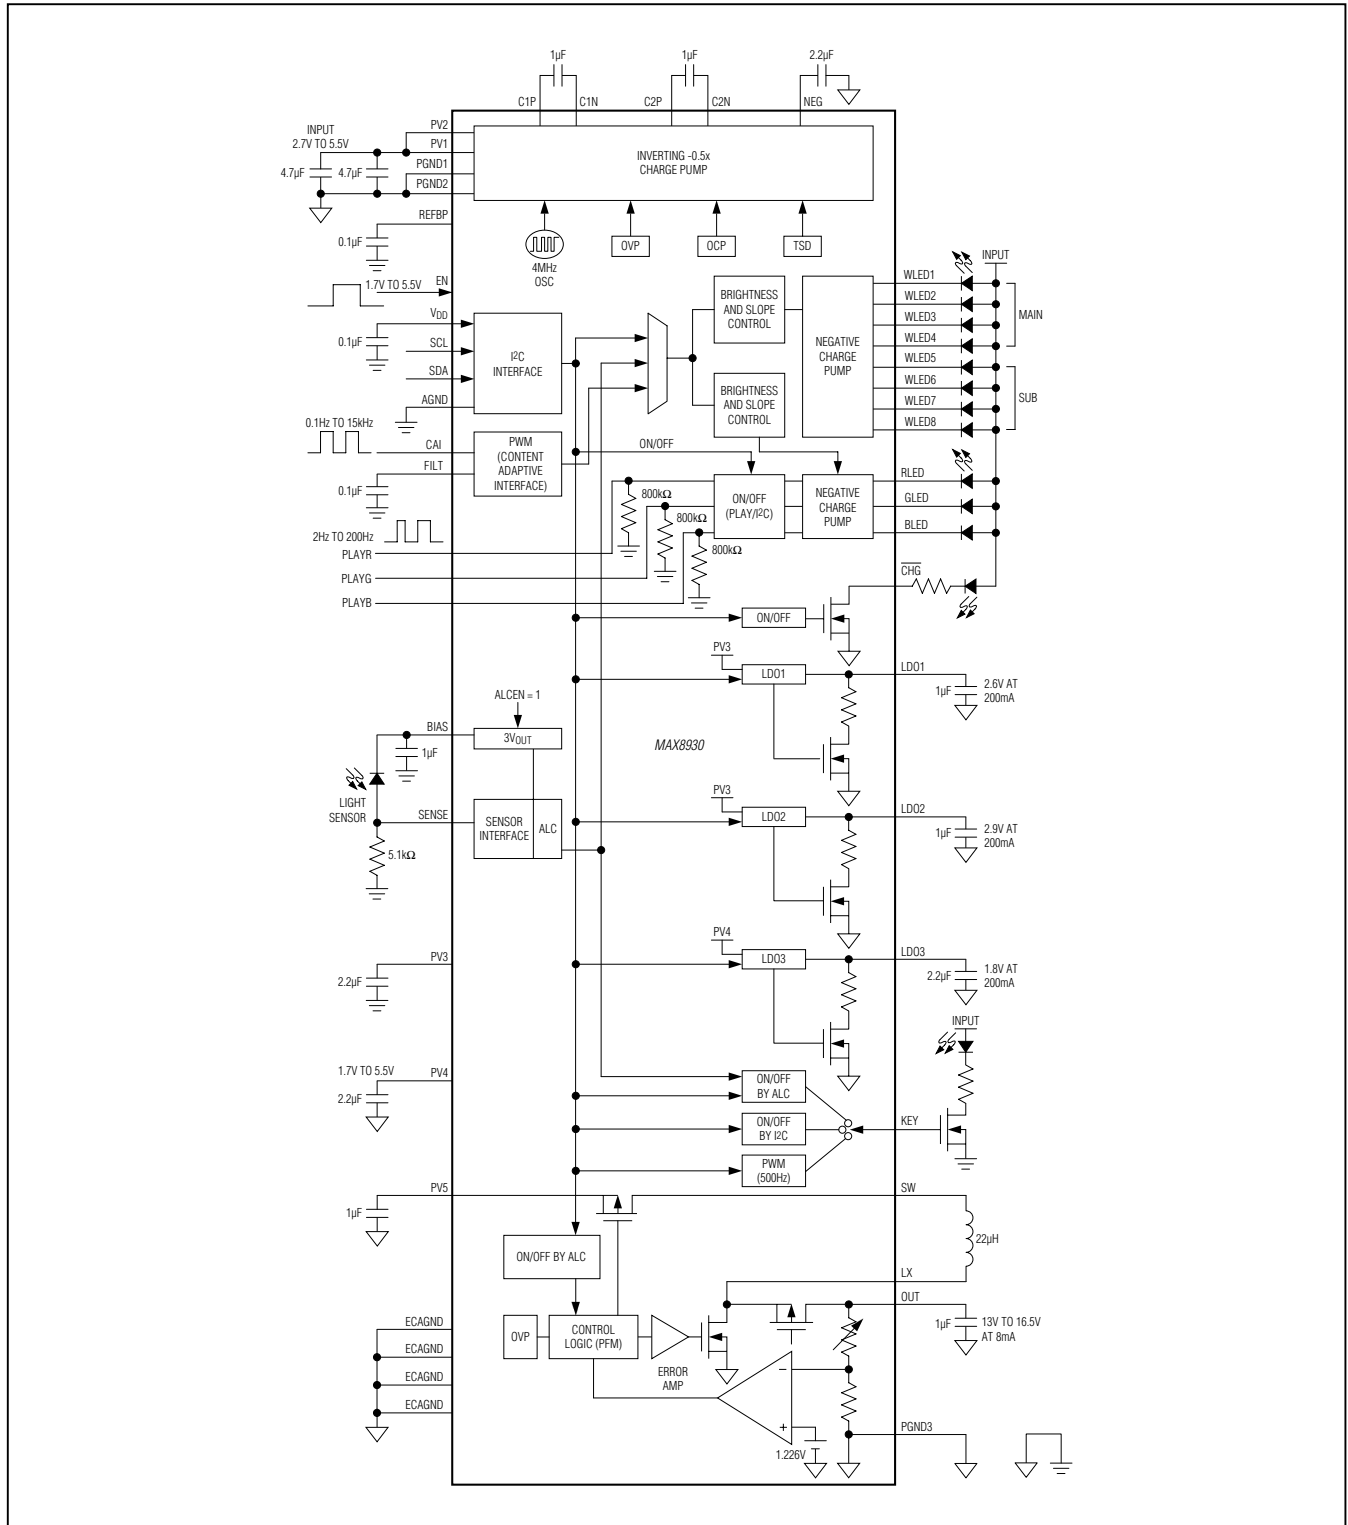 1µF
1µF
2.2µF
C1P
C1N
C2P
C2N
NEG
INPUT
2.7V TO 5.5V
PV2
PV1
PGND1
PGND2
4.7µF
4.7µF
INVERTING -0.5x
CHARGE PUMP
REFBP
0.1µF
4MHz
OSC
OVP
OCP
TSD
1.7V TO 5.5V
EN
VDD
0.1µF
SCL
SDA
AGND
I2C
INTERFACE
BRIGHTNESS
AND SLOPE
CONTROL
BRIGHTNESS
AND SLOPE
CONTROL
NEGATIVE
CHARGE
PUMP
INPUT
WLED1
WLED2
WLED3
WLED4
WLED5
WLED6
WLED7
WLED8
MAIN
SUB
0.1Hz TO 15kHz
CAI
FILT
0.1µF
PWM
(CONTENT
ADAPTIVE
INTERFACE)
ON/OFF
ON/OFF
(PLAY/I2C)
NEGATIVE
CHARGE
PUMP
RLED
GLED
BLED
800kΩ
800kΩ
800kΩ
2Hz TO 200Hz
PLAYR
PLAYG
PLAYB
CHG
ON/OFF
PV3
LDO1
LDO1
1µF
2.6V AT
200mA
ALCEN = 1
BIAS
3VOUT
1µF
MAX8930
LIGHT
SENSOR
SENSE
SENSOR
INTERFACE
ALC
5.1kΩ
PV3
LDO2
LDO2
1µF
2.9V AT
200mA
PV3
2.2µF
PV4
LDO3
LDO3
2.2µF
1.8V AT
200mA
INPUT
1.7V TO 5.5V
PV4
2.2µF
ON/OFF
BY ALC
ON/OFF
BY I2C
PWM
(500Hz)
KEY
PV5
1µF
SW
22µH
LX
ON/OFF BY ALC
OVP
CONTROL
LOGIC (PFM)
ERROR
AMP
−
+
1.226V
OUT
1µF
13V TO 16.5V
AT 8mA
ECAGND
ECAGND
ECAGND
ECAGND
PGND3